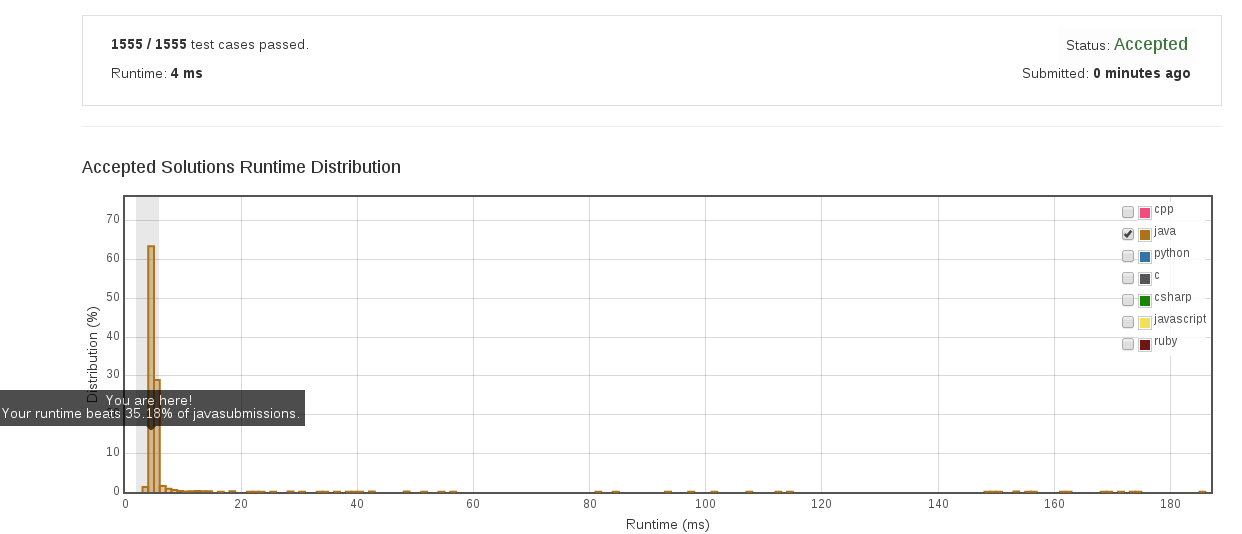 1555 / 1555 test cases passed.
Status: Accepted
Runtime: 4 ms
Submitted: 0 minutes ago
Accepted Solutions Runtime Distribution
cpp
java
python
c
csharp
javascript
ruby
70
60
50
40
30
10
0
Distribution (%)
You are here!
Your runtime beats 35.18% of javasubmissions.
0 20 40 60 80 100 120 140 160 180
Runtime (ms)